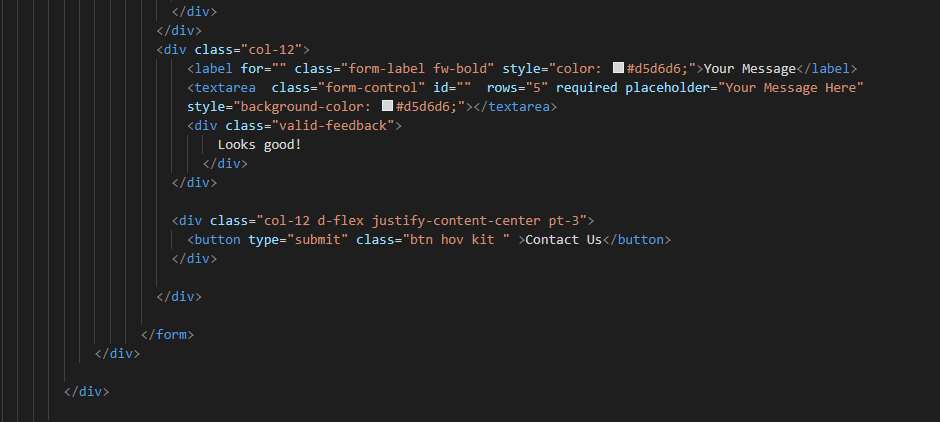 </div>
</div>
<div class="col-12">
<label for="" class="form-label fw-bold" style="color: #d5d6d6;">Your Message</label>
<textarea  class="form-control" id=""  rows="5" required placeholder="Your Message Here"
style="background-color: #d5d6d6;"></textarea>
<div class="valid-feedback">
Looks good!
</div>
</div>
<div class="col-12 d-flex justify-content-center pt-3">
<button type="submit" class="btn hov kit " >Contact Us</button>
</div>
</div>
</form>
</div>
</div>